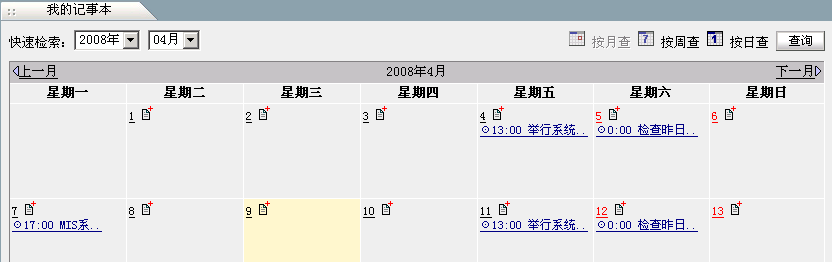 我的记事本
快速检索: 2008年 04月 按月查 7 按周查 1 按日查 查询
上一月 2008年4月 下一月
星期一 星期二 星期三 星期四 星期五 星期六 星期日
1 2 3 4 5 6
13:00 举行系统.. 0:00 检查昨日..
7 8 9 10 11 12 13
17:00 MIS系.. 13:00 举行系统.. 0:00 检查昨日..